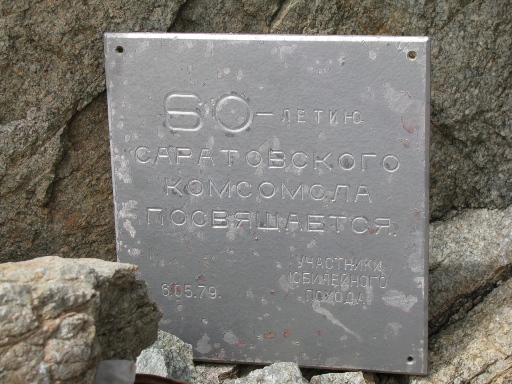 60-ЛЕТИЮ
САРАТОВСКОГО
КОМСОМОЛА
ПОСВЯЩАЕТСЯ.
УЧАСТНИКИ
ЮБИЛЕЙНОГО
ПОХОДА
6.05.79.